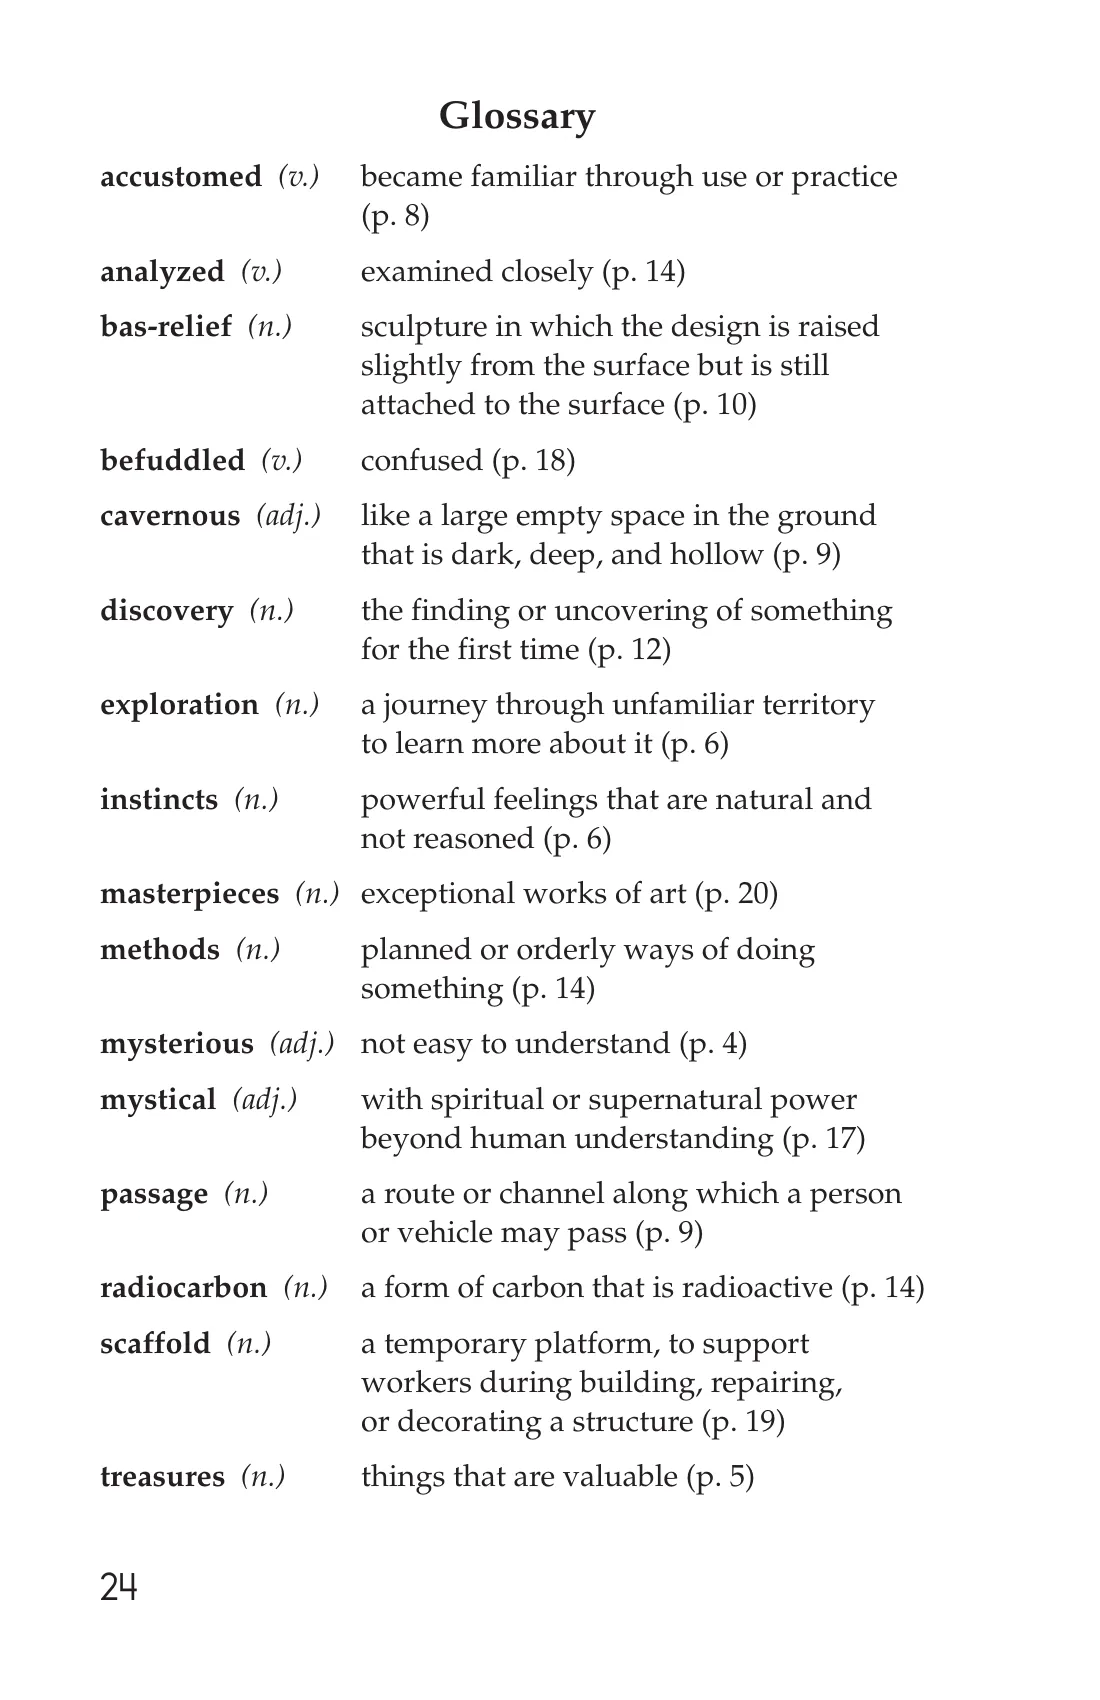 Glossary
accustomed (v.) became familiar through use or practice
(p. 8)
analyzed (v.) examined closely (p. 14)
bas-relief (n.) sculpture in which the design is raised
slightly from the surface but is still
attached to the surface (p. 10)
befuddled (v.) confused (p. 18)
cavernous (adj.) like a large empty space in the ground
that is dark, deep, and hollow (p. 9)
discovery (n.) the finding or uncovering of something
for the first time (p. 12)
exploration (n.) a journey through unfamiliar territory
to learn more about it (p. 6)
instincts (n.) powerful feelings that are natural and
not reasoned (p. 6)
masterpieces (n.) exceptional works of art (p. 20)
methods (n.) planned or orderly ways of doing
something (p. 14)
mysterious (adj.) not easy to understand (p. 4)
mystical (adj.) with spiritual or supernatural power
beyond human understanding (p. 17)
passage (n.) a route or channel along which a person
or vehicle may pass (p. 9)
radiocarbon (n.) a form of carbon that is radioactive (p. 14)
scaffold (n.) a temporary platform, to support
workers during building, repairing,
or decorating a structure (p. 19)
treasures (n.) things that are valuable (p. 5)
24